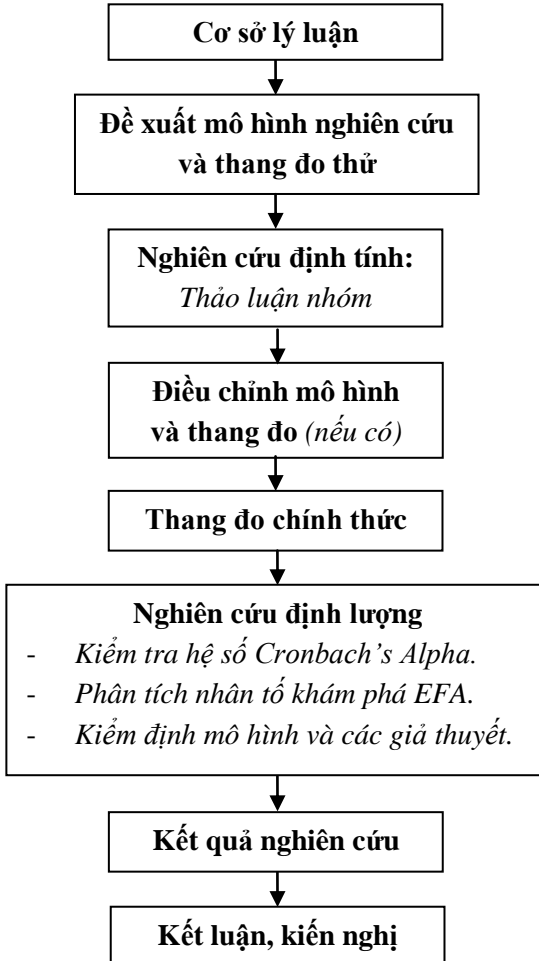 Cơ sở lý luận
Đề xuất mô hình nghiên cứu
và thang đo thử
Nghiên cứu định tính:
Thảo luận nhóm
Điều chỉnh mô hình
và thang đo (nếu có)
Thang đo chính thức
Nghiên cứu định lượng
- Kiểm tra hệ số Cronbach’s Alpha.
- Phân tích nhân tố khám phá EFA.
- Kiểm định mô hình và các giả thuyết.
Kết quả nghiên cứu
Kết luận, kiến nghị